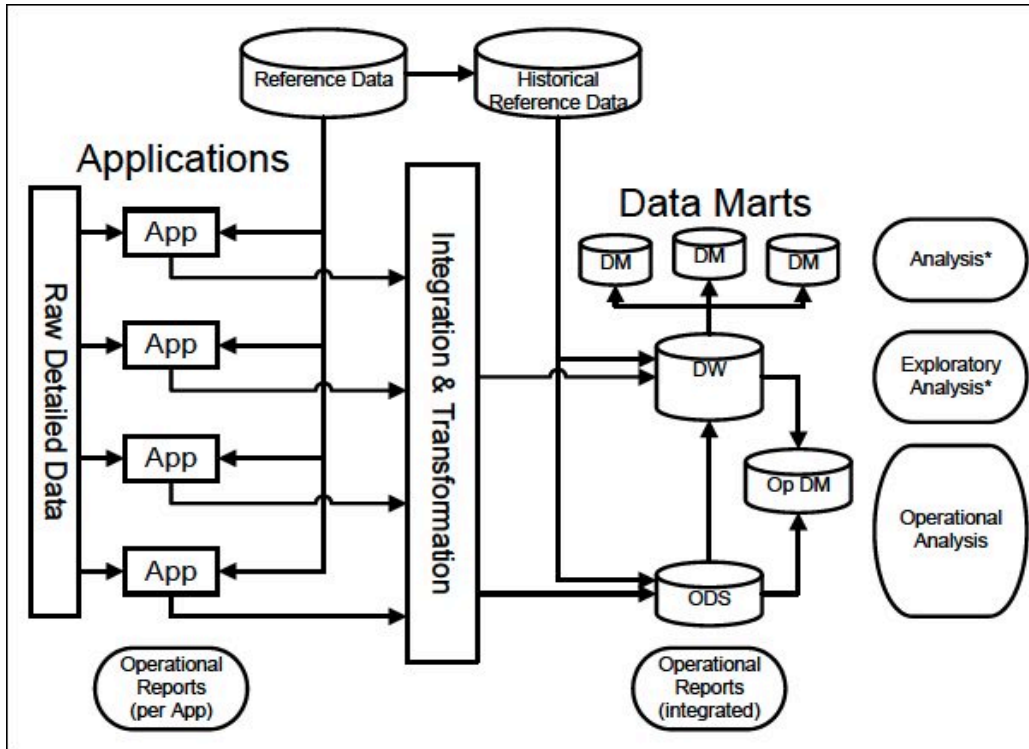 Reference Data
Historical
Reference Data
Applications
Raw Detailed Data
App
App
App
App
Integration & Transformation
Data Marts
DM
DM
DM
DW
Op DM
ODS
Analysis*
Exploratory
Analysis*
Operational
Analysis
Operational
Reports
(per App)
Operational
Reports
(integrated)